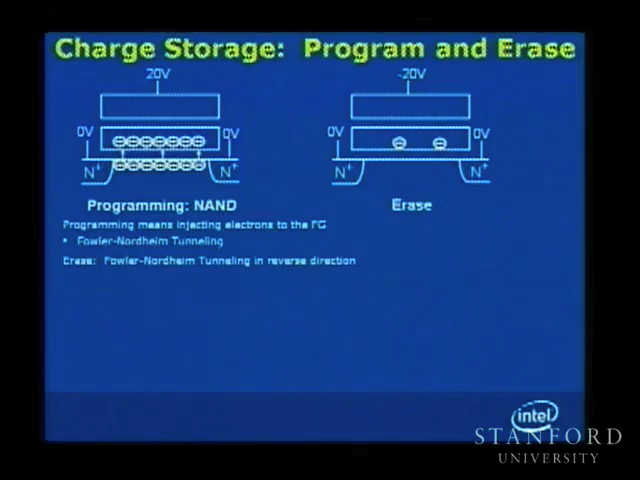 Charge Storage: Program and Erase
20V
-20V
0V
0V
0V
0V
N+
N+
N+
N+
Programming: NAND
Erase
Programming means injecting electrons to the FG
• Fowler-Nordheim Tunneling
Erase: Fowler-Nordheim Tunneling in reverse direction
intel
STANFORD
UNIVERSITY